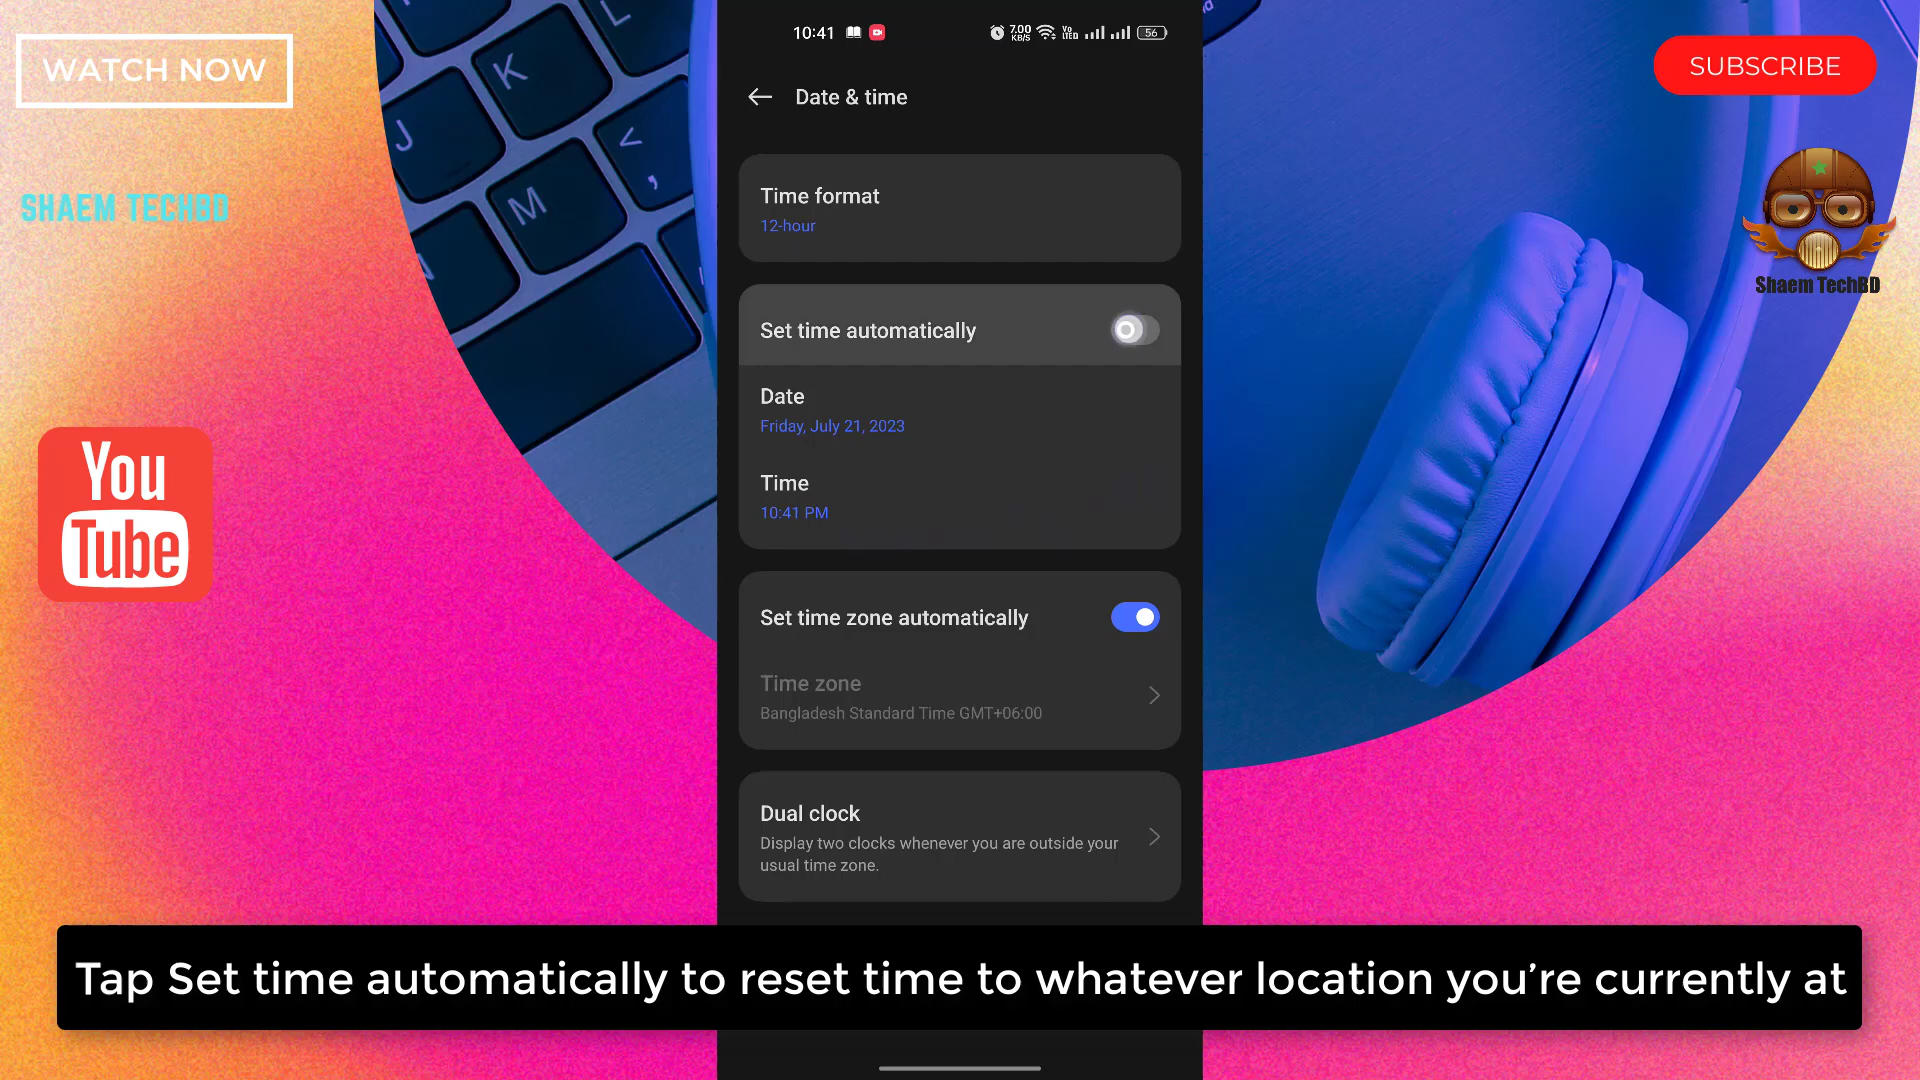 WATCH NOW
SHAEM TECHBD
You
Tube
K
L
J
M
N
<
,
10:41
7.00
KB/S
Vo
LTE
56
Date & time
Time format
12-hour
Set time automatically
Date
Friday, July 21, 2023
Time
10:41 PM
Set time zone automatically
Time zone
Bangladesh Standard Time GMT+06:00
Dual clock
Display two clocks whenever you are outside your
usual time zone.
SUBSCRIBE
Shaem TechBD
Tap Set time automatically to reset time to whatever location you’re currently at